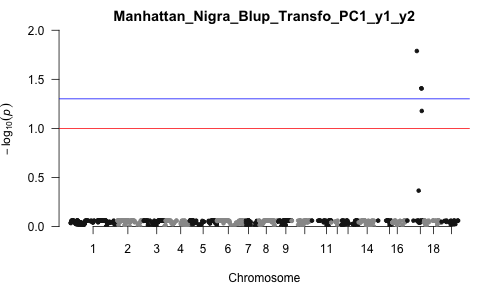 Manhattan_Nigra_Blup_Transfo_PC1_y1_y2
2.0
1.5
1.0
0.5
0.0
− log10(p)
1 2 3 4 5 6 7 8 9 11 14 16 18
Chromosome